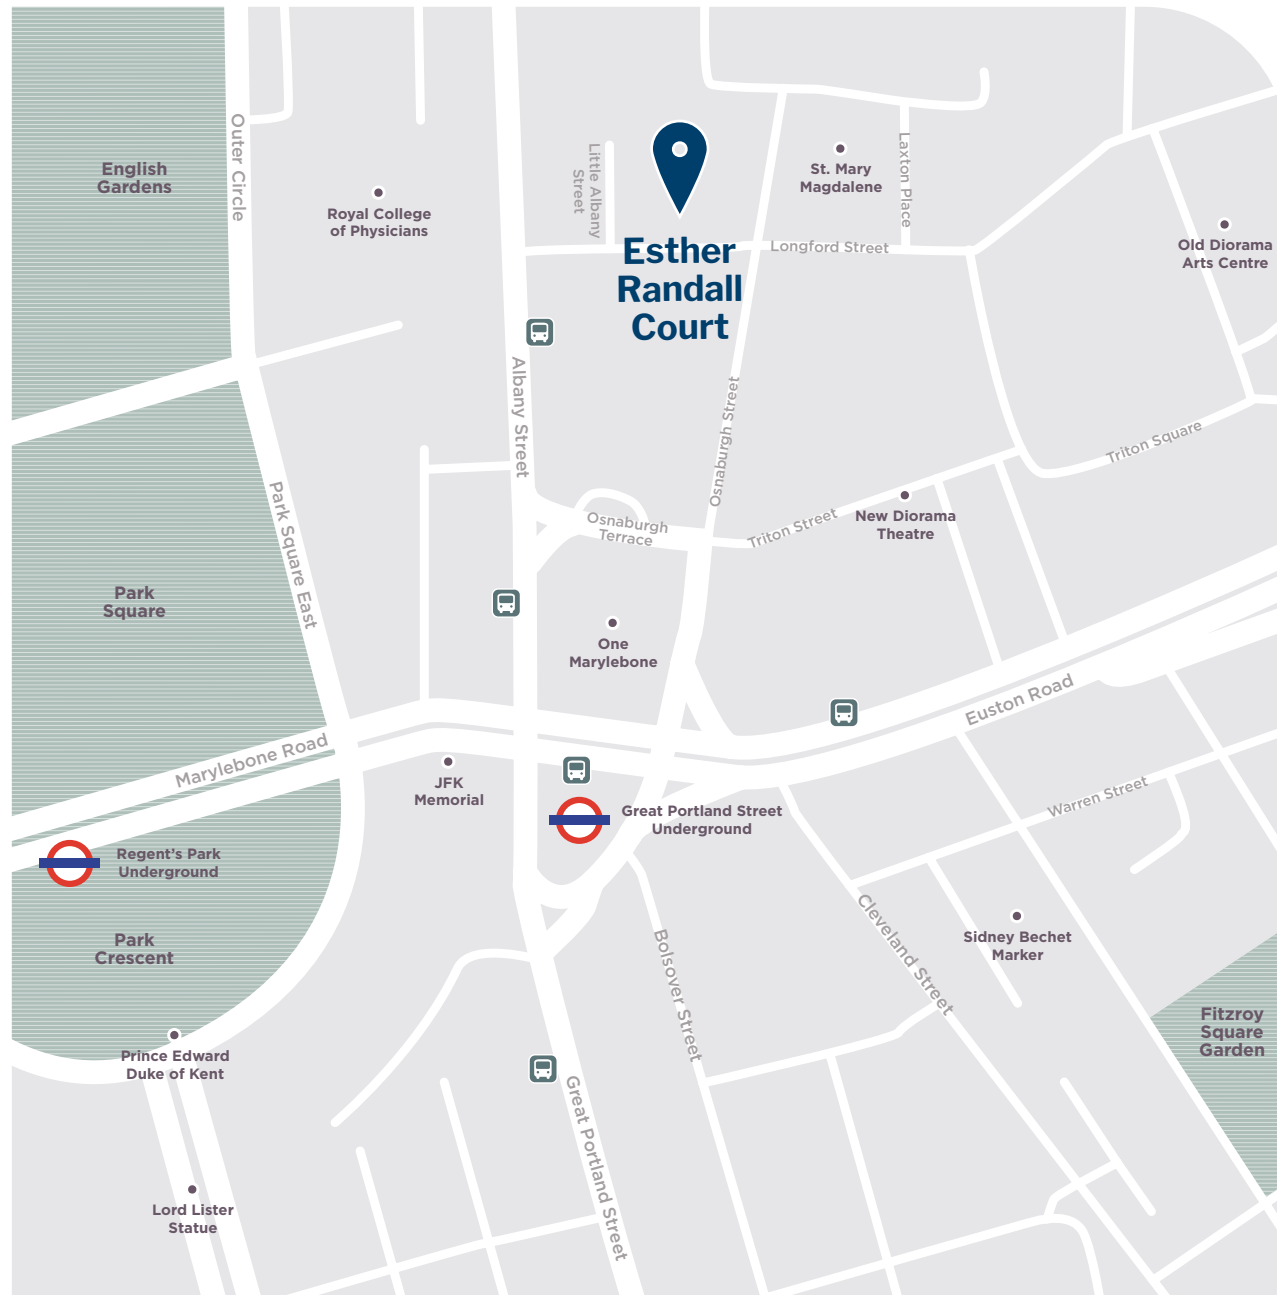 Outer Circle
English
Gardens
Royal College
of Physicians
Little Albany
Street
St. Mary
Magdalene
Laxton Place
Esther
Randall
Court
Longford Street
Old Diorama
Arts Centre
Albany Street
Osnaburgh Street
Triton Square
Park Square East
Osnaburgh
Terrace
Triton Street
New Diorama
Theatre
Park
Square
One
Marylebone
Euston Road
Marylebone Road
JFK
Memorial
Great Portland Street
Underground
Warren Street
Regent's Park
Underground
Park
Crescent
Cleveland Street
Sidney Bechet
Marker
Bolsover Street
Fitzroy
Square
Garden
Prince Edward
Duke of Kent
Great Portland Street
Lord Lister
Statue